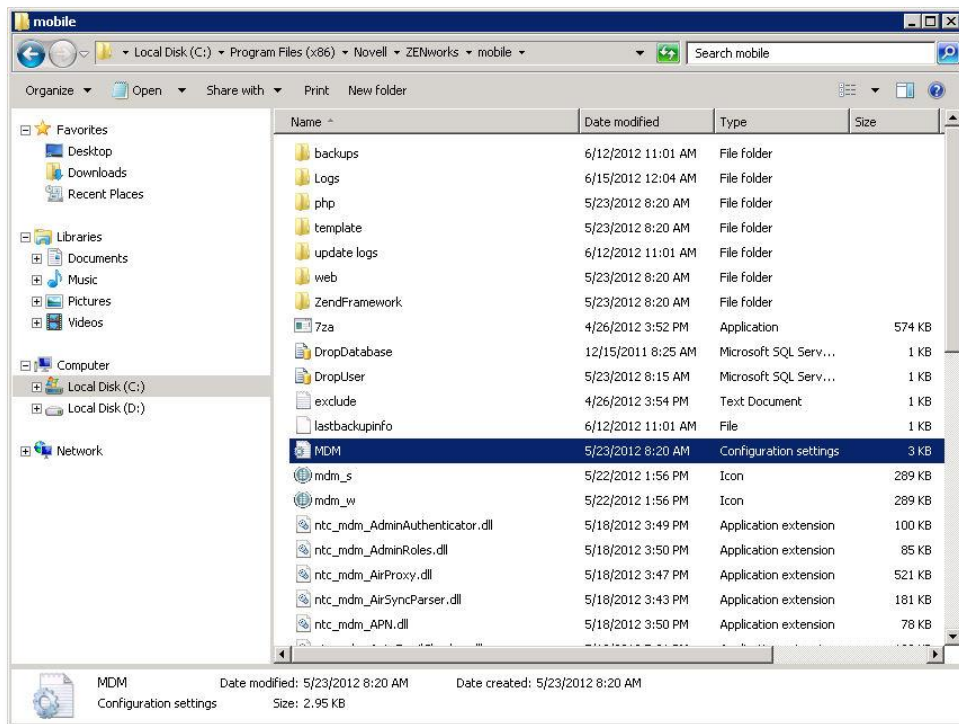 mobile
Local Disk (C:) Program Files (x86) Novell ZENworks mobile Search mobile
Organize Open Share with Print New folder
Favorites
Desktop
Downloads
Recent Places
Libraries
Documents
Music
Pictures
Videos
Computer
Local Disk (C:)
Local Disk (D:)
Network
Name Date modified Type Size
backups 6/12/2012 11:01 AM File folder
Logs 6/15/2012 12:04 AM File folder
php 5/23/2012 8:20 AM File folder
template 5/23/2012 8:20 AM File folder
update logs 6/12/2012 11:01 AM File folder
web 5/23/2012 8:20 AM File folder
ZendFramework 5/23/2012 8:20 AM File folder
7za 4/26/2012 3:52 PM Application 574 KB
DropDatabase 12/15/2011 8:25 AM Microsoft SQL Serv... 1 KB
DropUser 5/23/2012 8:15 AM Microsoft SQL Serv... 1 KB
exclude 4/26/2012 3:54 PM Text Document 1 KB
lastbackupinfo 6/12/2012 11:01 AM File 1 KB
MDM 5/23/2012 8:20 AM Configuration settings 3 KB
mdm_s 5/22/2012 1:56 PM Icon 289 KB
mdm_w 5/22/2012 1:56 PM Icon 289 KB
ntc_mdm_AdminAuthenticator.dll 5/18/2012 3:49 PM Application extension 100 KB
ntc_mdm_AdminRoles.dll 5/18/2012 3:50 PM Application extension 85 KB
ntc_mdm_AirProxy.dll 5/18/2012 3:47 PM Application extension 521 KB
ntc_mdm_AirSyncParser.dll 5/18/2012 3:43 PM Application extension 181 KB
ntc_mdm_APN.dll 5/18/2012 3:50 PM Application extension 78 KB
MDM Date modified: 5/23/2012 8:20 AM Date created: 5/23/2012 8:20 AM
Configuration settings Size: 2.95 KB